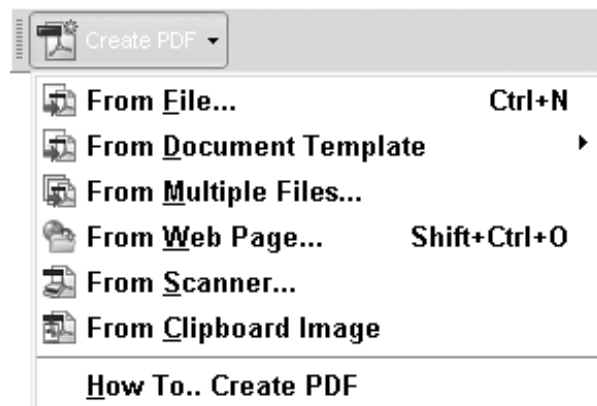 Create PDF
From File... Ctrl+N
From Document Template
From Multiple Files...
From Web Page... Shift+Ctrl+O
From Scanner...
From Clipboard Image
How To.. Create PDF